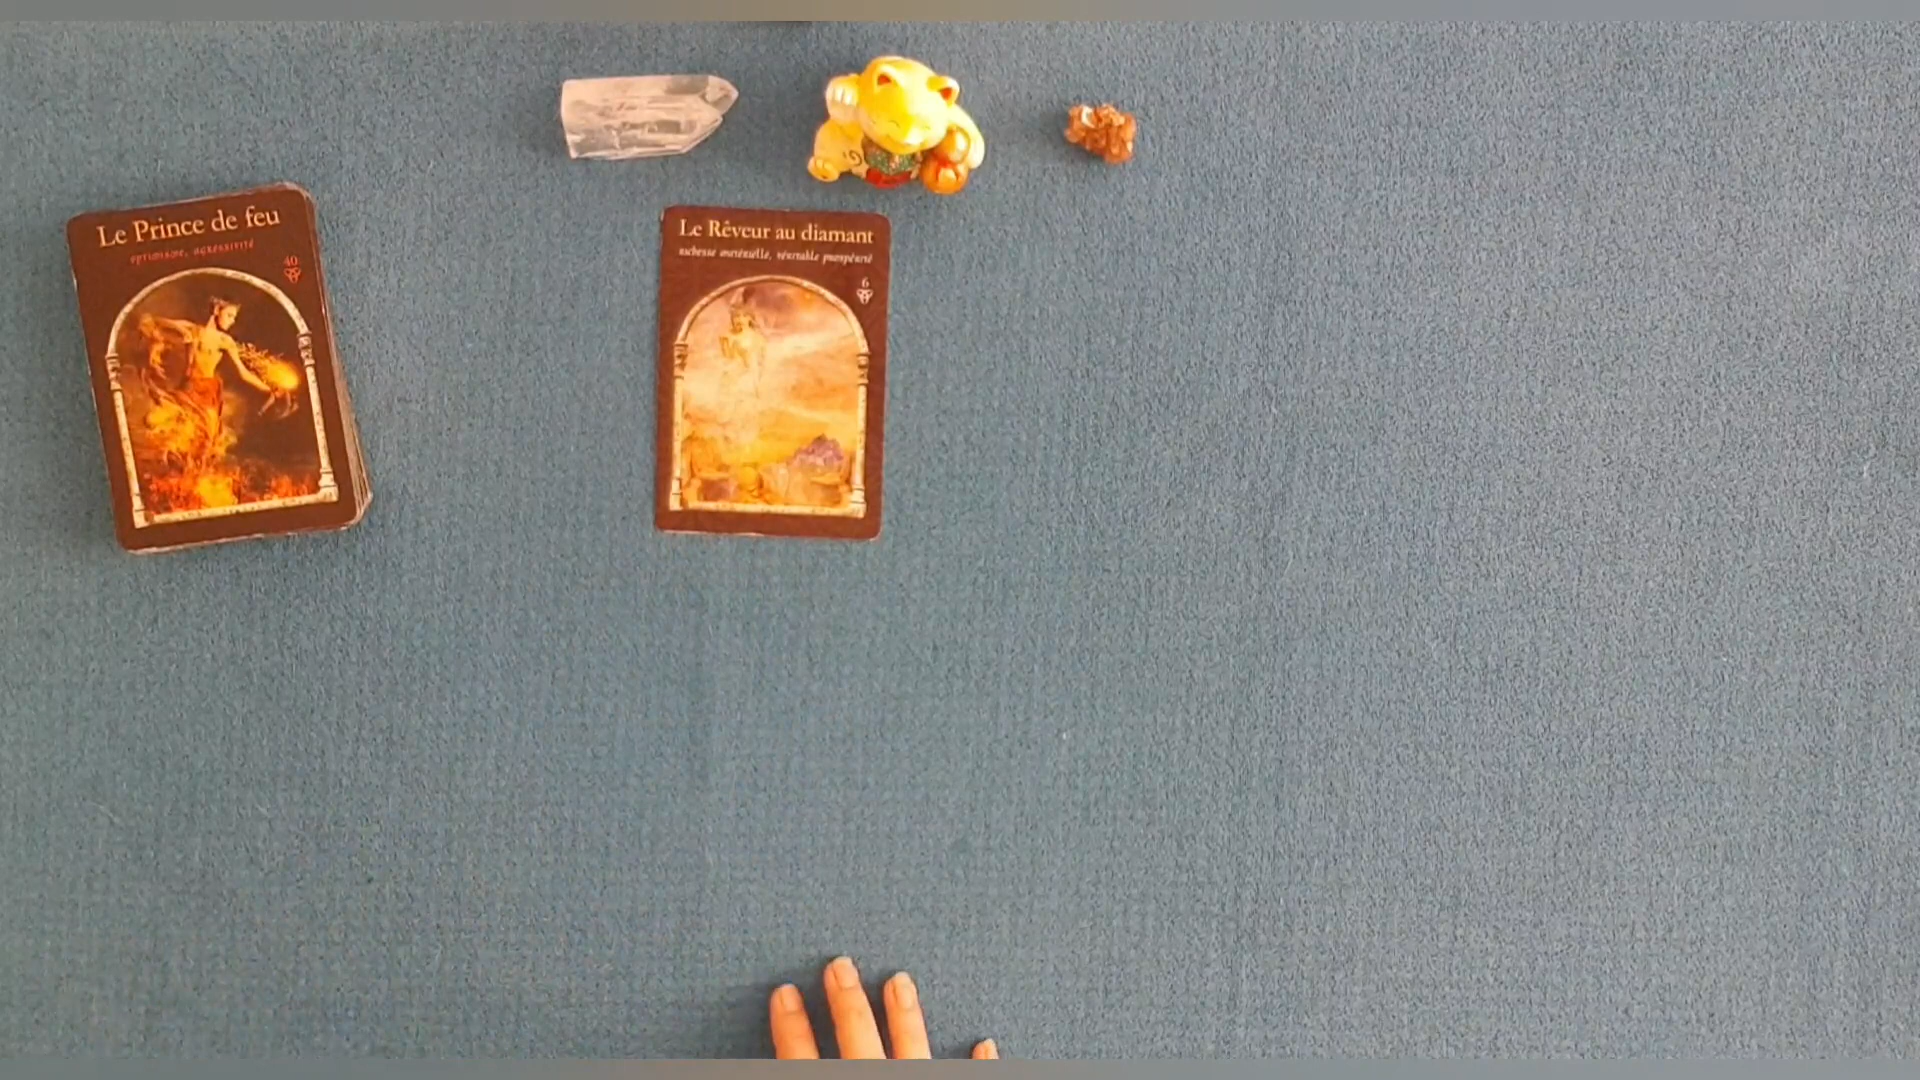 Le Prince de feu
optimisme, agressivité
40
Le Rêveur au diamant
richesse matérielle, véritable prospérité
6